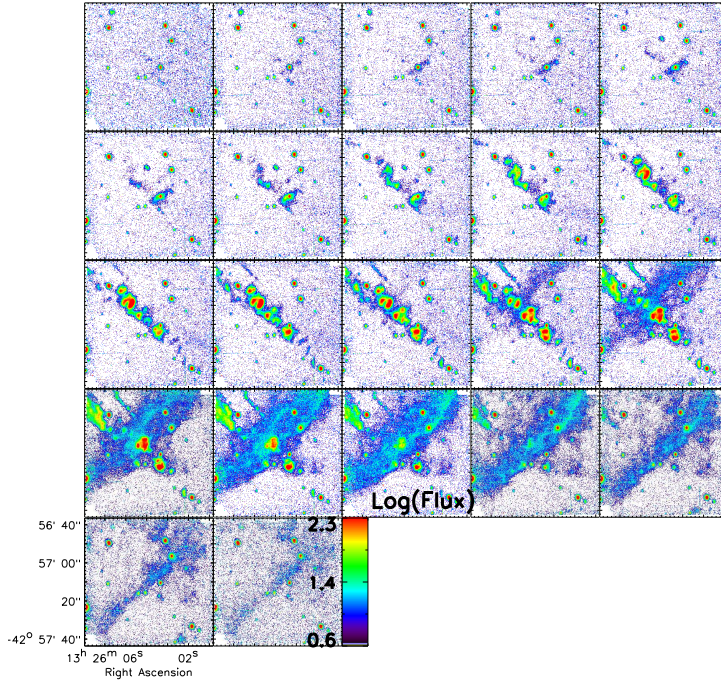 Log(Flux)
56' 40"
2.3
57' 00"
1.4
20"
-42° 57' 40"
0.6
13ʰ 26ᵐ 06ˢ 02ˢ
Right Ascension